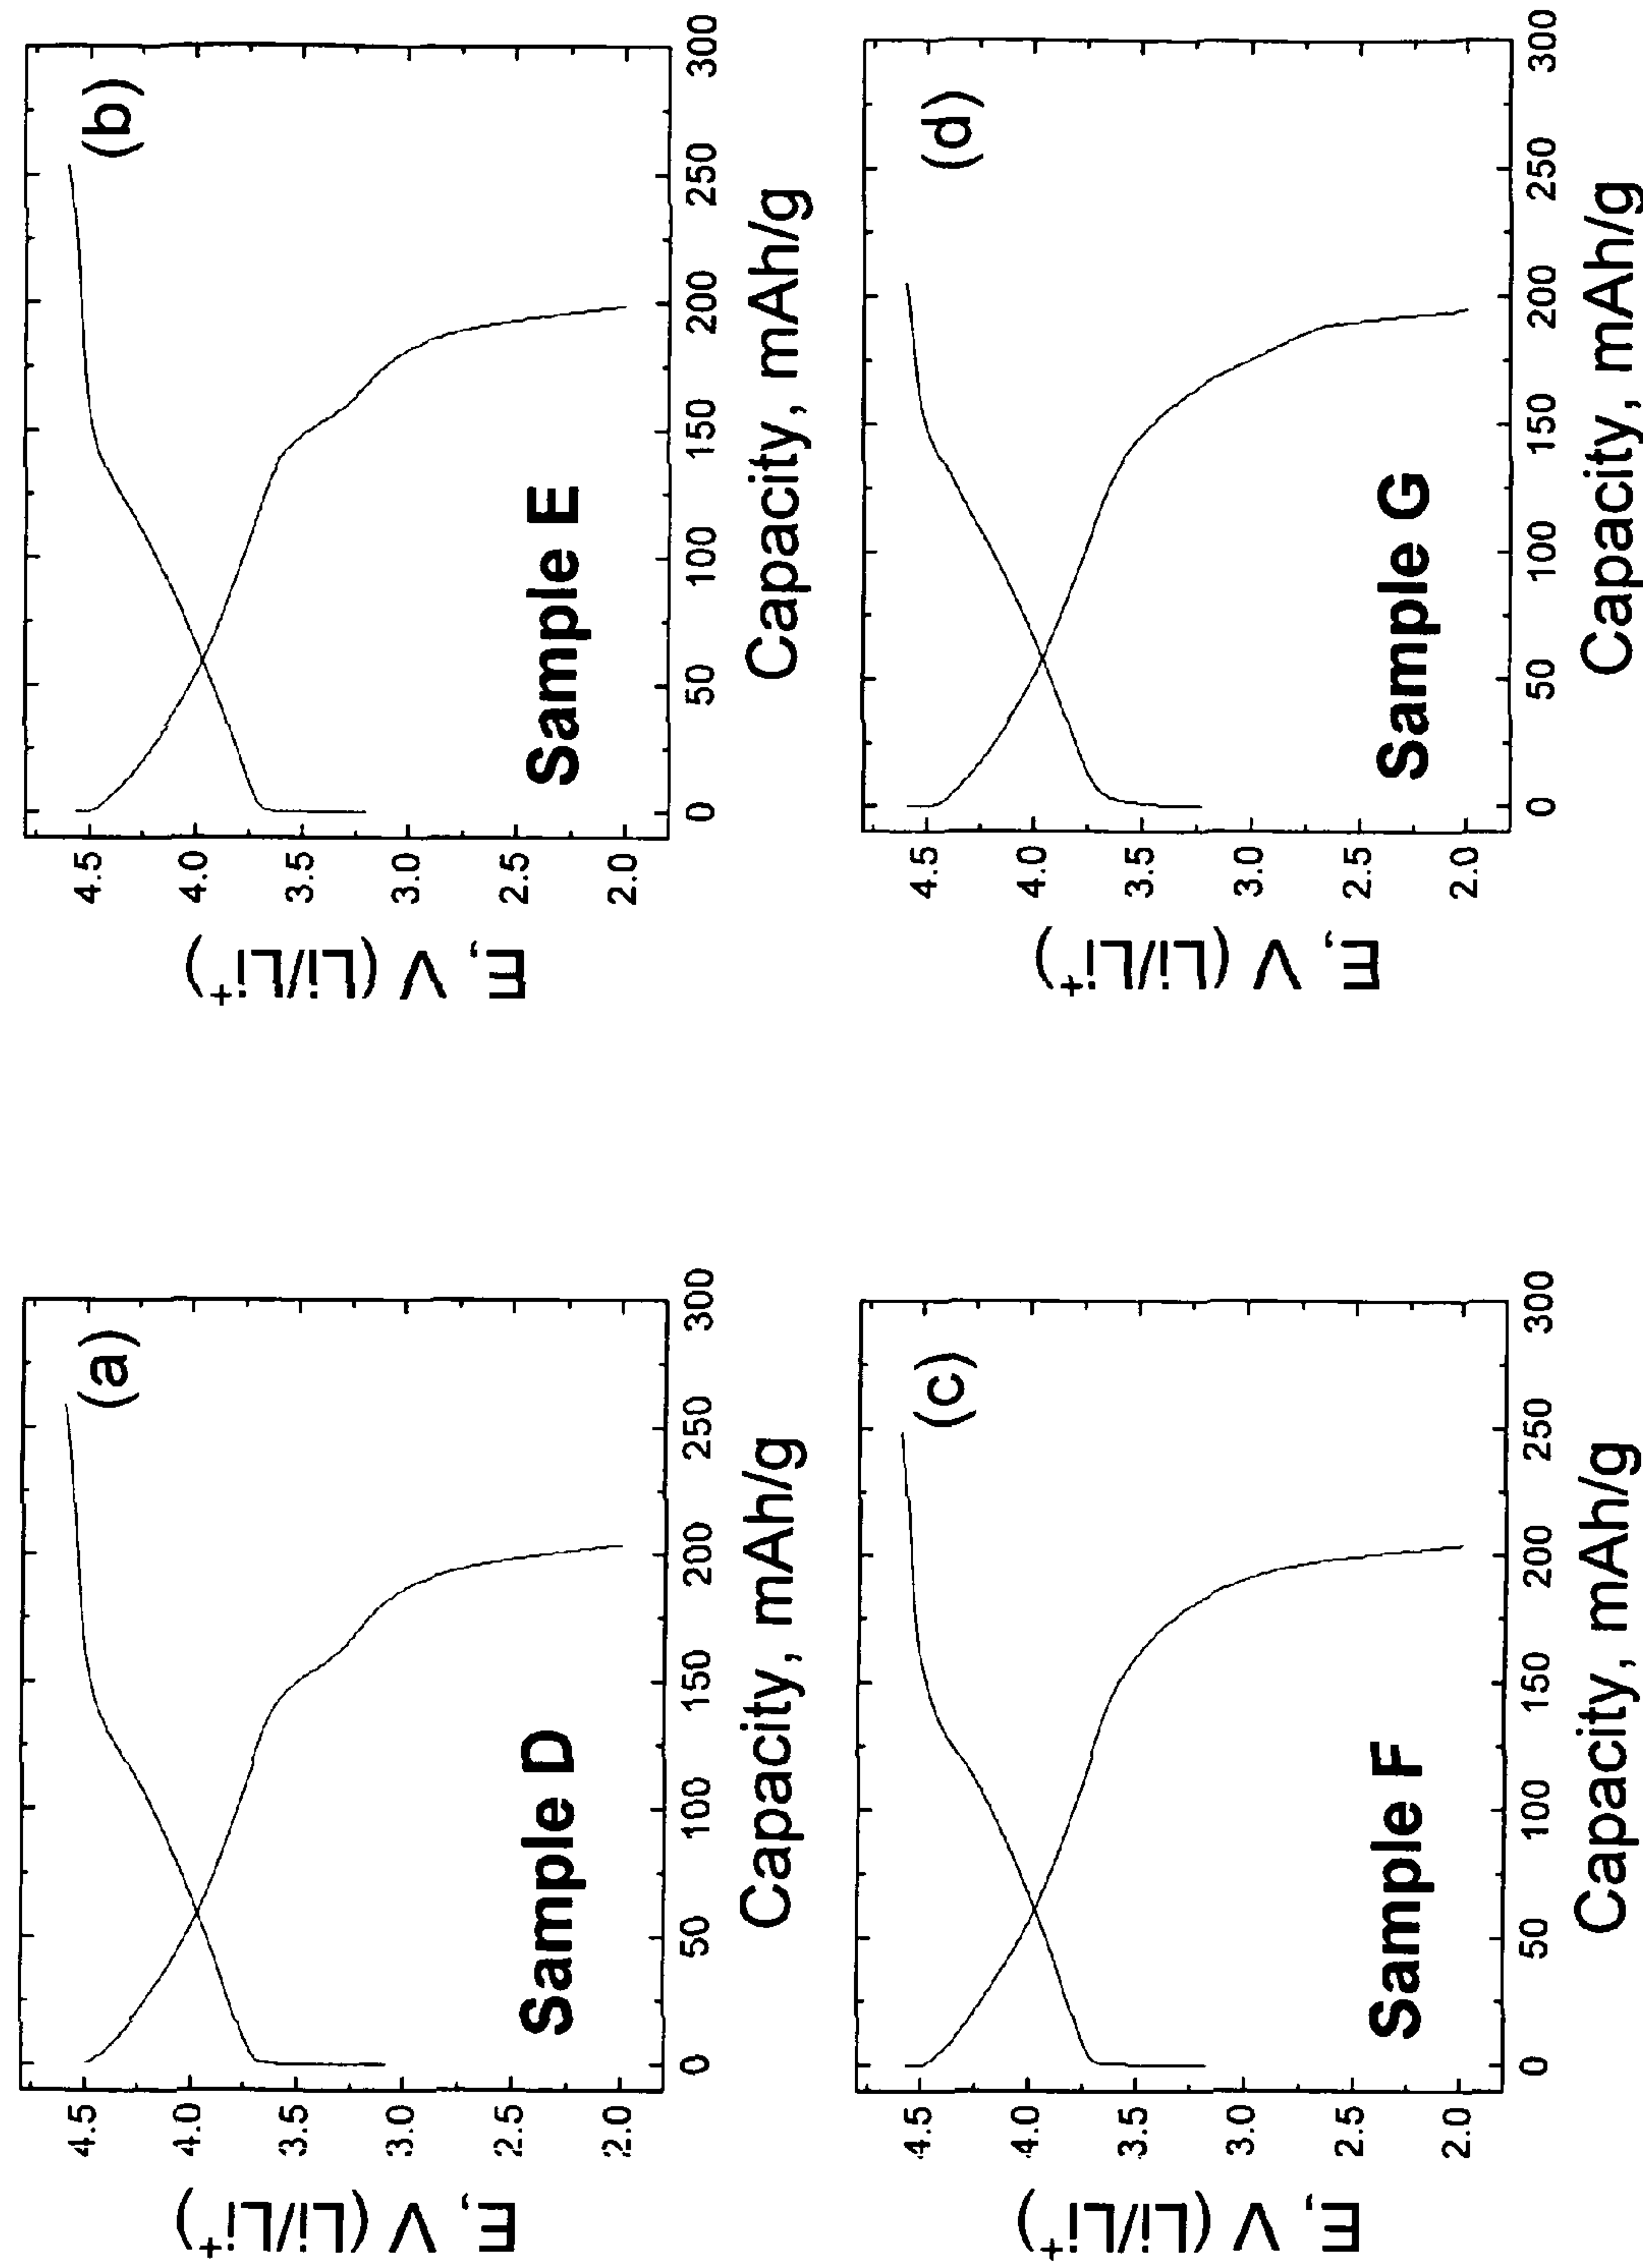 (a)
Sample D
E, V (Li/Li⁺)
4.5
4.0
3.5
3.0
2.5
2.0
0 50 100 150 200 250 300
Capacity, mAh/g
(b)
Sample E
E, V (Li/Li⁺)
4.5
4.0
3.5
3.0
2.5
2.0
0 50 100 150 200 250 300
Capacity, mAh/g
(c)
Sample F
E, V (Li/Li⁺)
4.5
4.0
3.5
3.0
2.5
2.0
0 50 100 150 200 250 300
Capacity, mAh/g
(d)
Sample G
E, V (Li/Li⁺)
4.5
4.0
3.5
3.0
2.5
2.0
0 50 100 150 200 250 300
Capacity, mAh/g